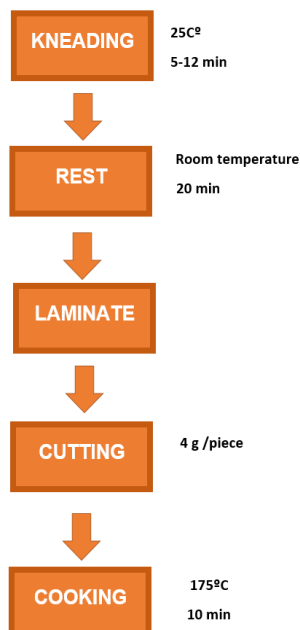 KNEADING
25Cº
5-12 min
REST
Room temperature
20 min
LAMINATE
CUTTING
4 g /piece
COOKING
175ºC
10 min